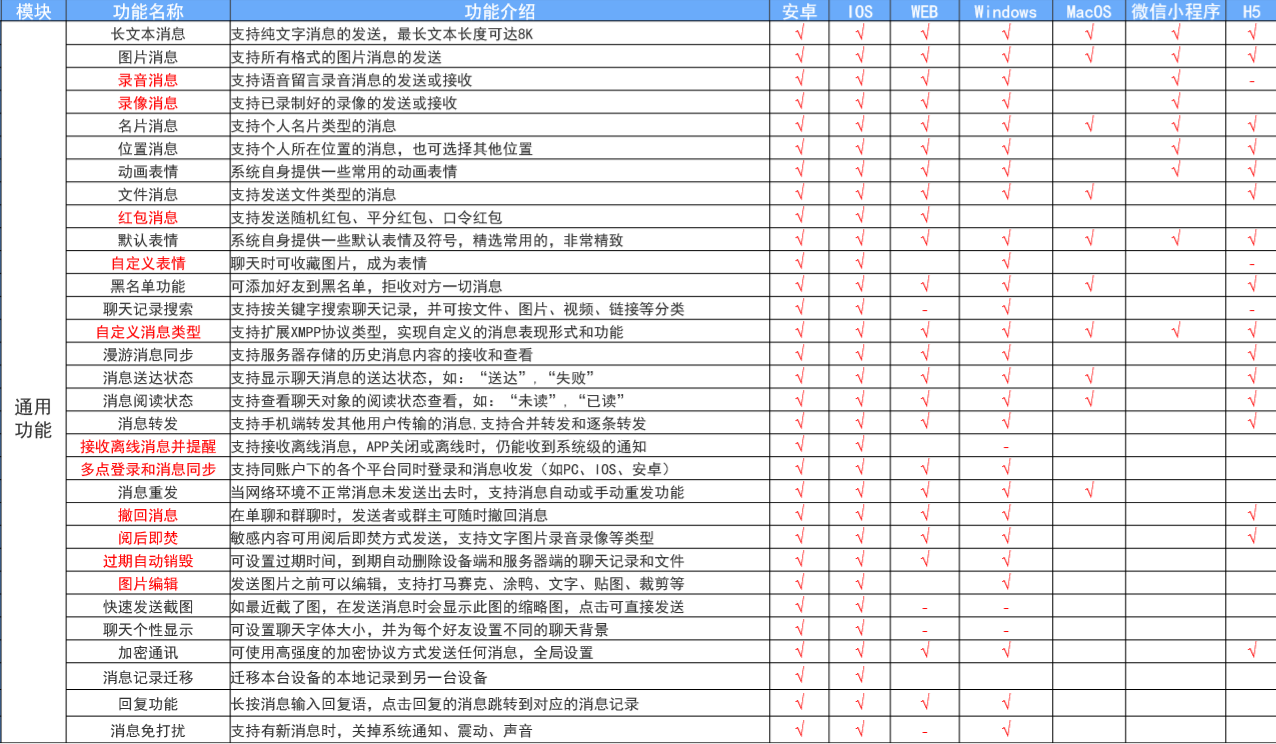 模块 功能名称 功能介绍 安卓 IOS WEB Windows MacOS 微信小程序 H5
通用功能
长文本消息 支持纯文字消息的发送，最长文本长度可达8K √ √ √ √ √ √ √
图片消息 支持所有格式的图片消息的发送 √ √ √ √ √ √ √
录音消息 支持语音留言录音消息的发送或接收 √ √ √ √ √ -
录像消息 支持已录制好的录像的发送或接收 √ √ √ √ √
名片消息 支持个人名片类型的消息 √ √ √ √ √ √ √
位置消息 支持个人所在位置的消息，也可选择其他位置 √ √ √ √ √ √
动画表情 系统自身提供一些常用的动画表情 √ √ √ √ √ √
文件消息 支持发送文件类型的消息 √ √ √ √ √ √
红包消息 支持发送随机红包、平分红包、口令红包 √ √ √
默认表情 系统自身提供一些默认表情及符号，精选常用的，非常精致 √ √ √ √ √ √ √
自定义表情 聊天时可收藏图片，成为表情 √ √ √ -
黑名单功能 可添加好友到黑名单，拒收对方一切消息 √ √ √ √ √ √
聊天记录搜索 支持按关键字搜索聊天记录，并可按文件、图片、视频、链接等分类 √ √ - √ -
自定义消息类型 支持扩展XMPP协议类型，实现自定义的消息表现形式和功能 √ √ √ √ √ √ √
漫游消息同步 支持服务器存储的历史消息内容的接收和查看 √ √ √ √ √
消息送达状态 支持显示聊天消息的送达状态，如：“送达”，“失败” √ √ √ √ √ √
消息阅读状态 支持查看聊天对象的阅读状态查看，如：“未读”，“已读” √ √ √ √ √ √
消息转发 支持手机端转发其他用户传输的消息,支持合并转发和逐条转发 √ √ √ √ √
接收离线消息并提醒 支持接收离线消息，APP关闭或离线时，仍能收到系统级的通知 √ √ -
多点登录和消息同步 支持同账户下的各个平台同时登录和消息收发（如PC、IOS、安卓） √ √ √ √
消息重发 当网络环境不正常消息未发送出去时，支持消息自动或手动重发功能 √ √ √ √ √
撤回消息 在单聊和群聊时，发送者或群主可随时撤回消息 √ √ √ √ √
阅后即焚 敏感内容可用阅后即焚方式发送，支持文字图片录音录像等类型 √ √ √ √ √
过期自动销毁 可设置过期时间，到期自动删除设备端和服务器端的聊天记录和文件 √ √ √ √
图片编辑 发送图片之前可以编辑，支持打马赛克、涂鸭、文字、贴图、裁剪等 √ √ √
快速发送截图 如最近截了图，在发送消息时会显示此图的缩略图，点击可直接发送 √ √ - -
聊天个性显示 可设置聊天字体大小，并为每个好友设置不同的聊天背景 √ √ - -
加密通讯 可使用高强度的加密协议方式发送任何消息，全局设置 √ √ √ √ √
消息记录迁移 迁移本台设备的本地记录到另一台设备 √ √
回复功能 长按消息输入回复语，点击回复的消息跳转到对应的消息记录 √ √ √ √
消息免打扰 支持有新消息时，关掉系统通知、震动、声音 √ √ - √